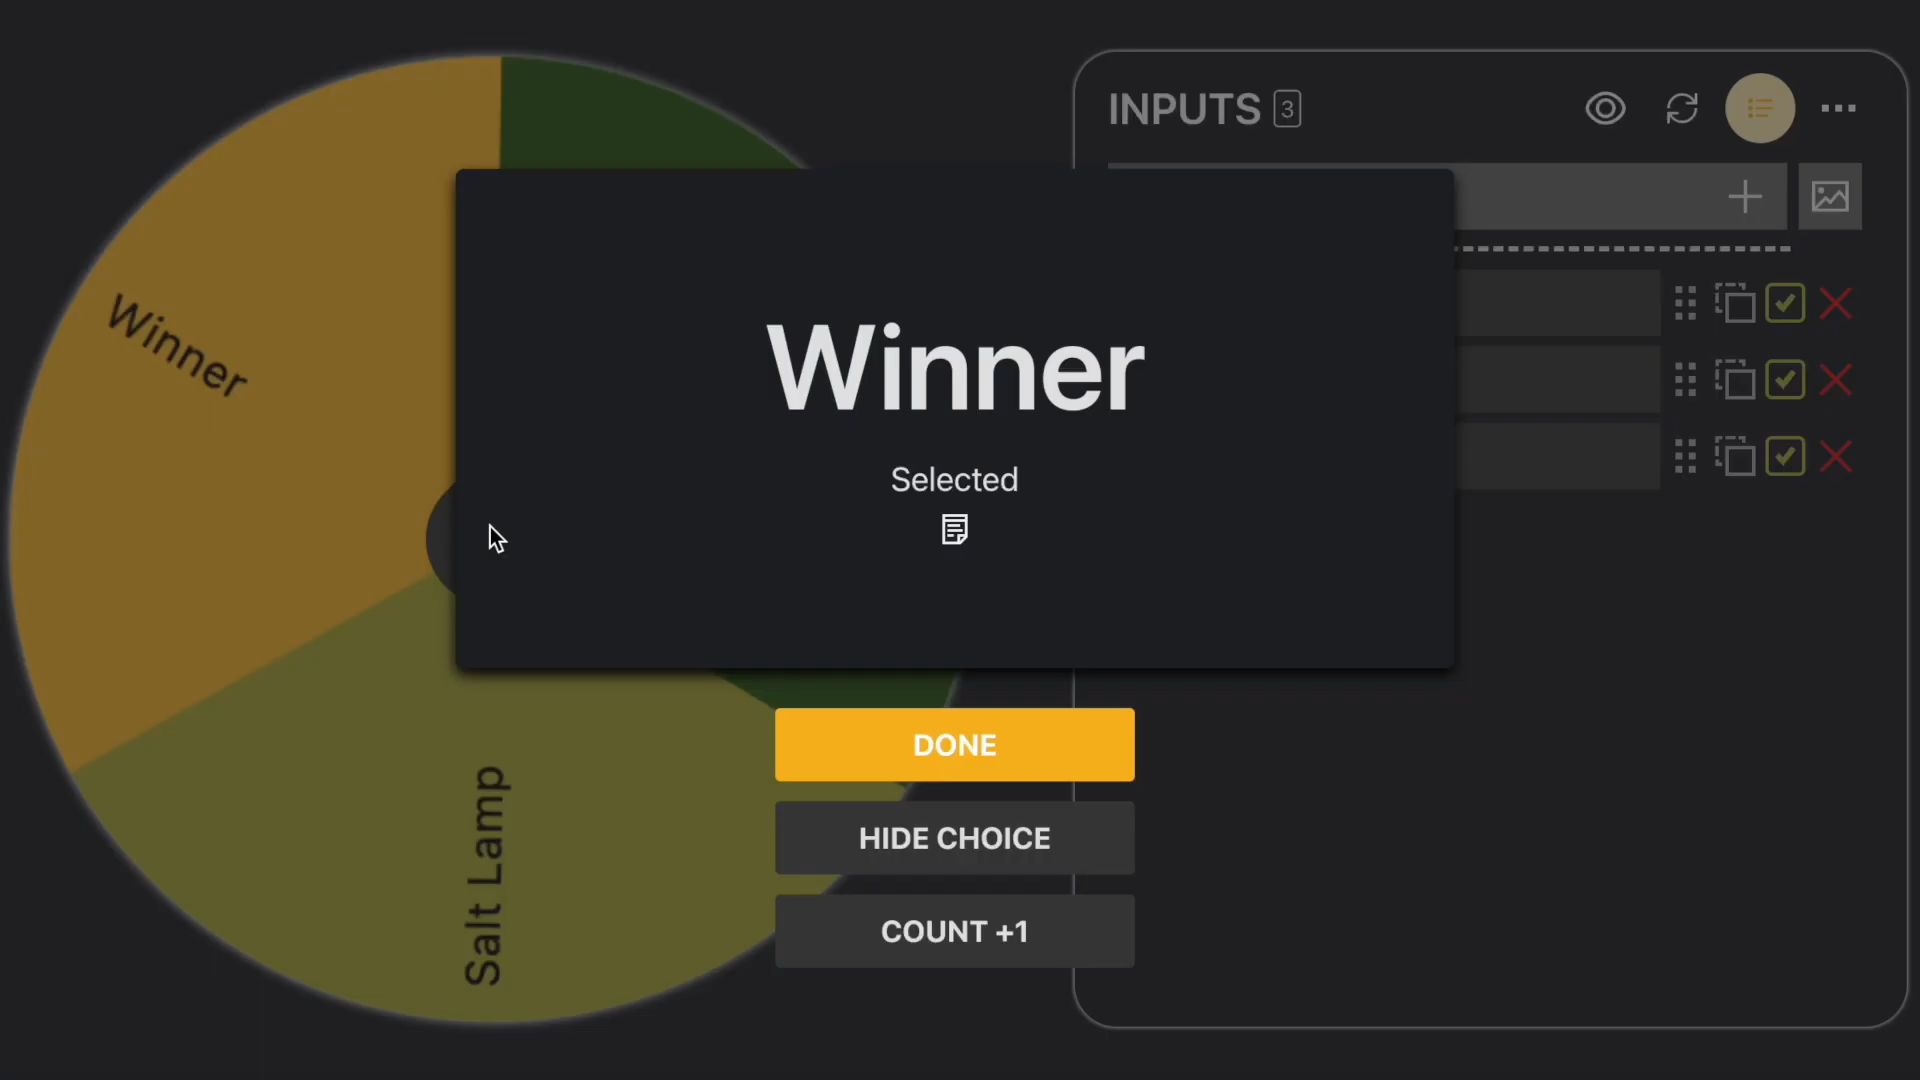 INPUTS 3
Winner
Winner
Selected
DONE
HIDE CHOICE
COUNT +1
Salt Lamp